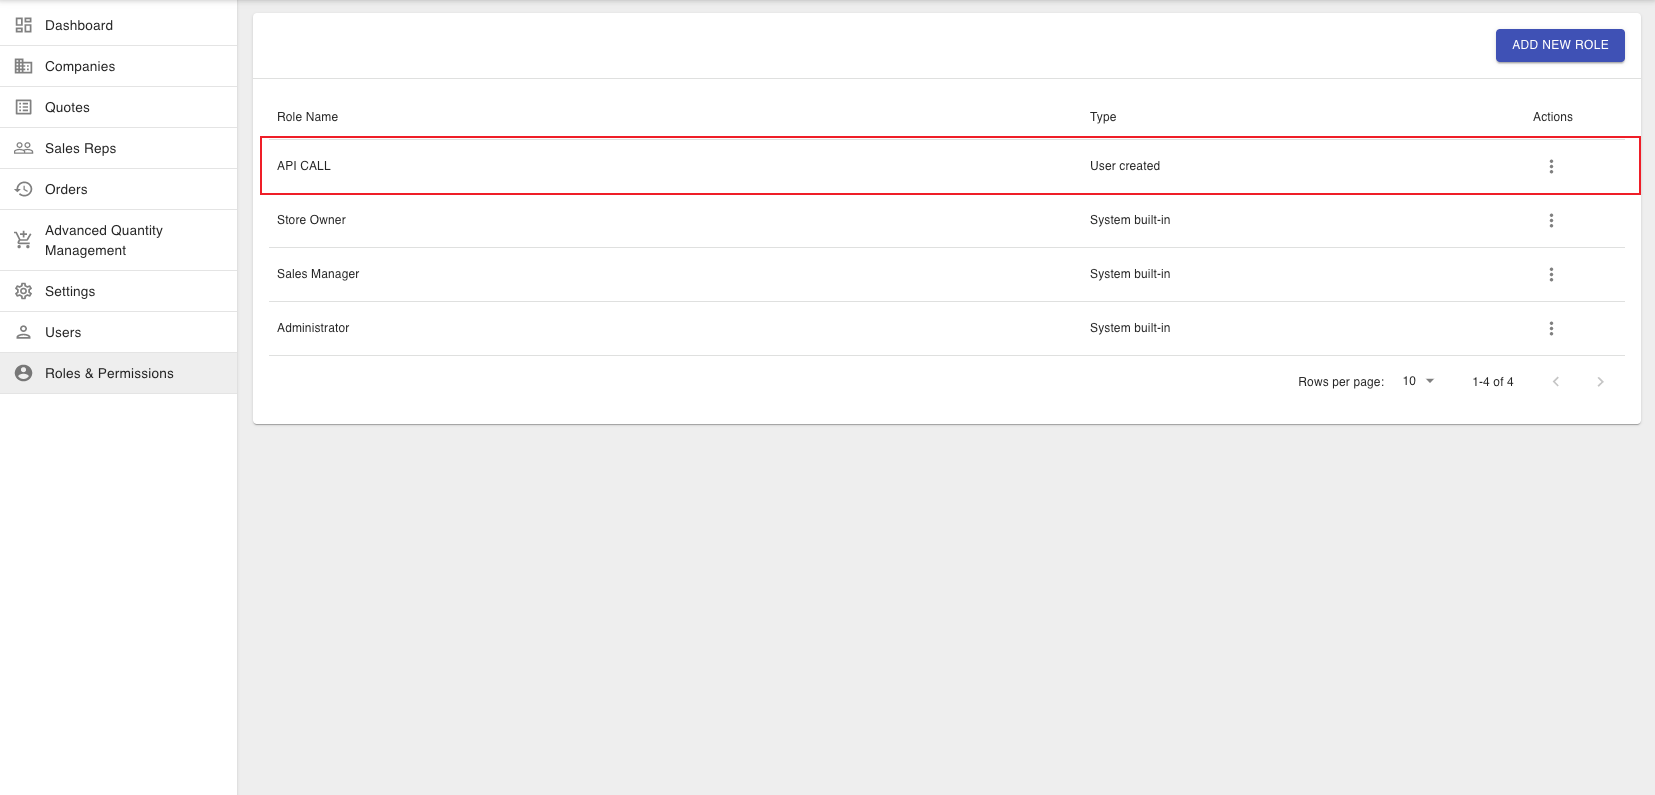 Dashboard
Companies
Quotes
Sales Reps
Orders
Advanced Quantity
Management
Settings
Users
Roles & Permissions
ADD NEW ROLE
Role Name Type Actions
API CALL User created
Store Owner System built-in
Sales Manager System built-in
Administrator System built-in
Rows per page: 10 1-4 of 4